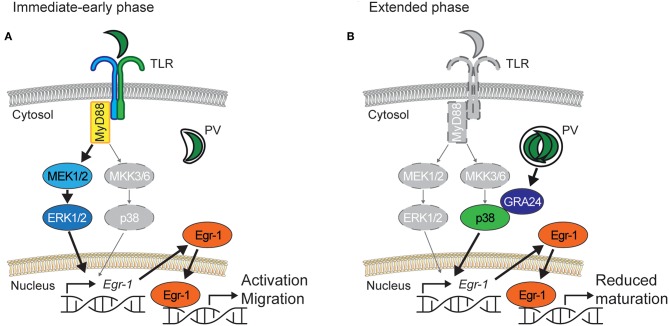 Immediate-early phase
Extended phase
A
TLR
Cytosol
MyD88
PV
MEK1/2
MKK3/6
ERK1/2
p38
Egr-1
Nucleus
Egr-1
Egr-1
Activation
Migration
B
TLR
Cytosol
MyD88
PV
MEK1/2
MKK3/6
GRA24
ERK1/2
p38
Egr-1
Nucleus
Egr-1
Egr-1
Reduced
maturation